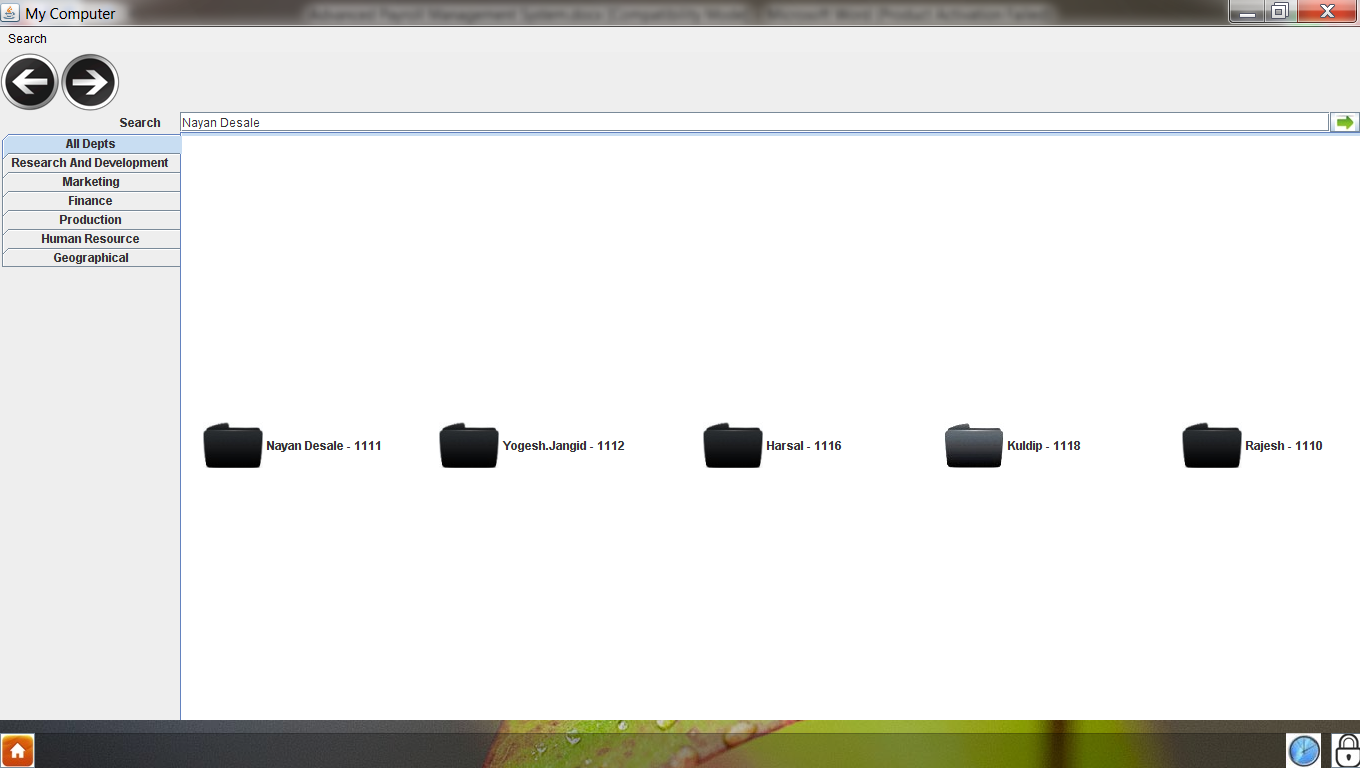 My Computer
Search
Search
Nayan Desale
All Depts
Research And Development
Marketing
Finance
Production
Human Resource
Geographical
Nayan Desale - 1111
Yogesh.Jangid - 1112
Harsal - 1116
Kuldip - 1118
Rajesh - 1110